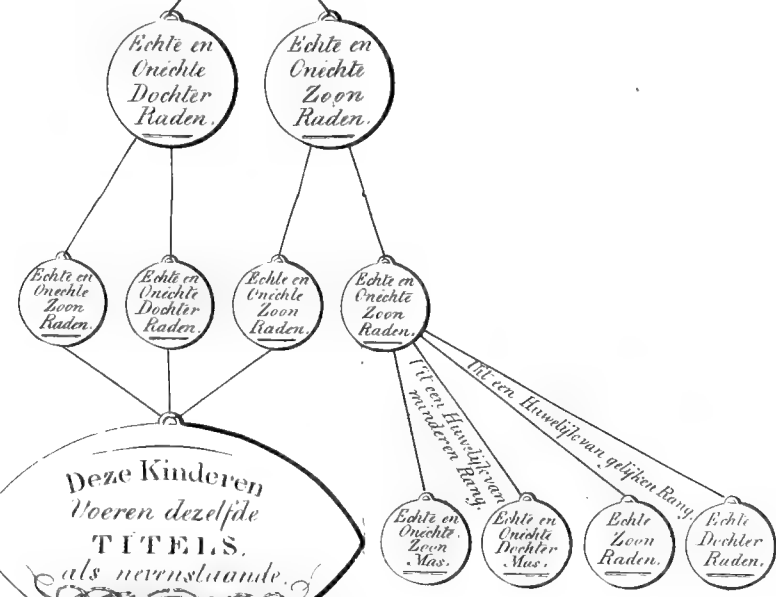 Echte en
Onechte
Dochter
Raden.
Echte en
Onechte
Zoon
Raden.
Echte en
Onechte
Zoon
Raden.
Echte en
Onechte
Dochter
Raden.
Echte en
Onechte
Zoon
Raden.
Echte en
Onechte
Zoon
Raden.
Uit een Huwelijk van
minderen Rang.
Uit een Huwelijk van gelijken Rang.
Deze Kinderen
Voeren dezelfde
TITELS.
als nevenstaande.
Echte en
Onechte.
Zoon
Mas.
Echte en
Onechte
Dochter
Mas.
Echte
Zoon
Raden.
Echte
Dochter
Raden.